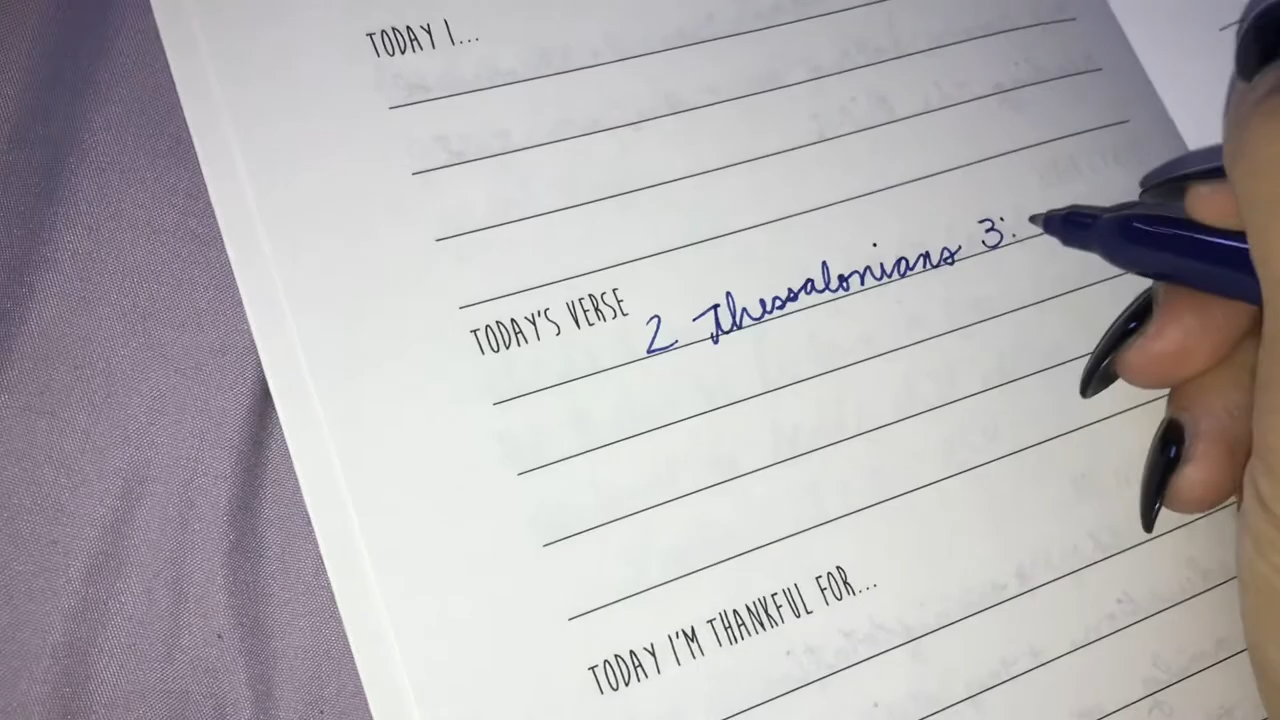 TODAY I...
TODAY'S VERSE 2 Thessalonians 3:
TODAY I'M THANKFUL FOR...